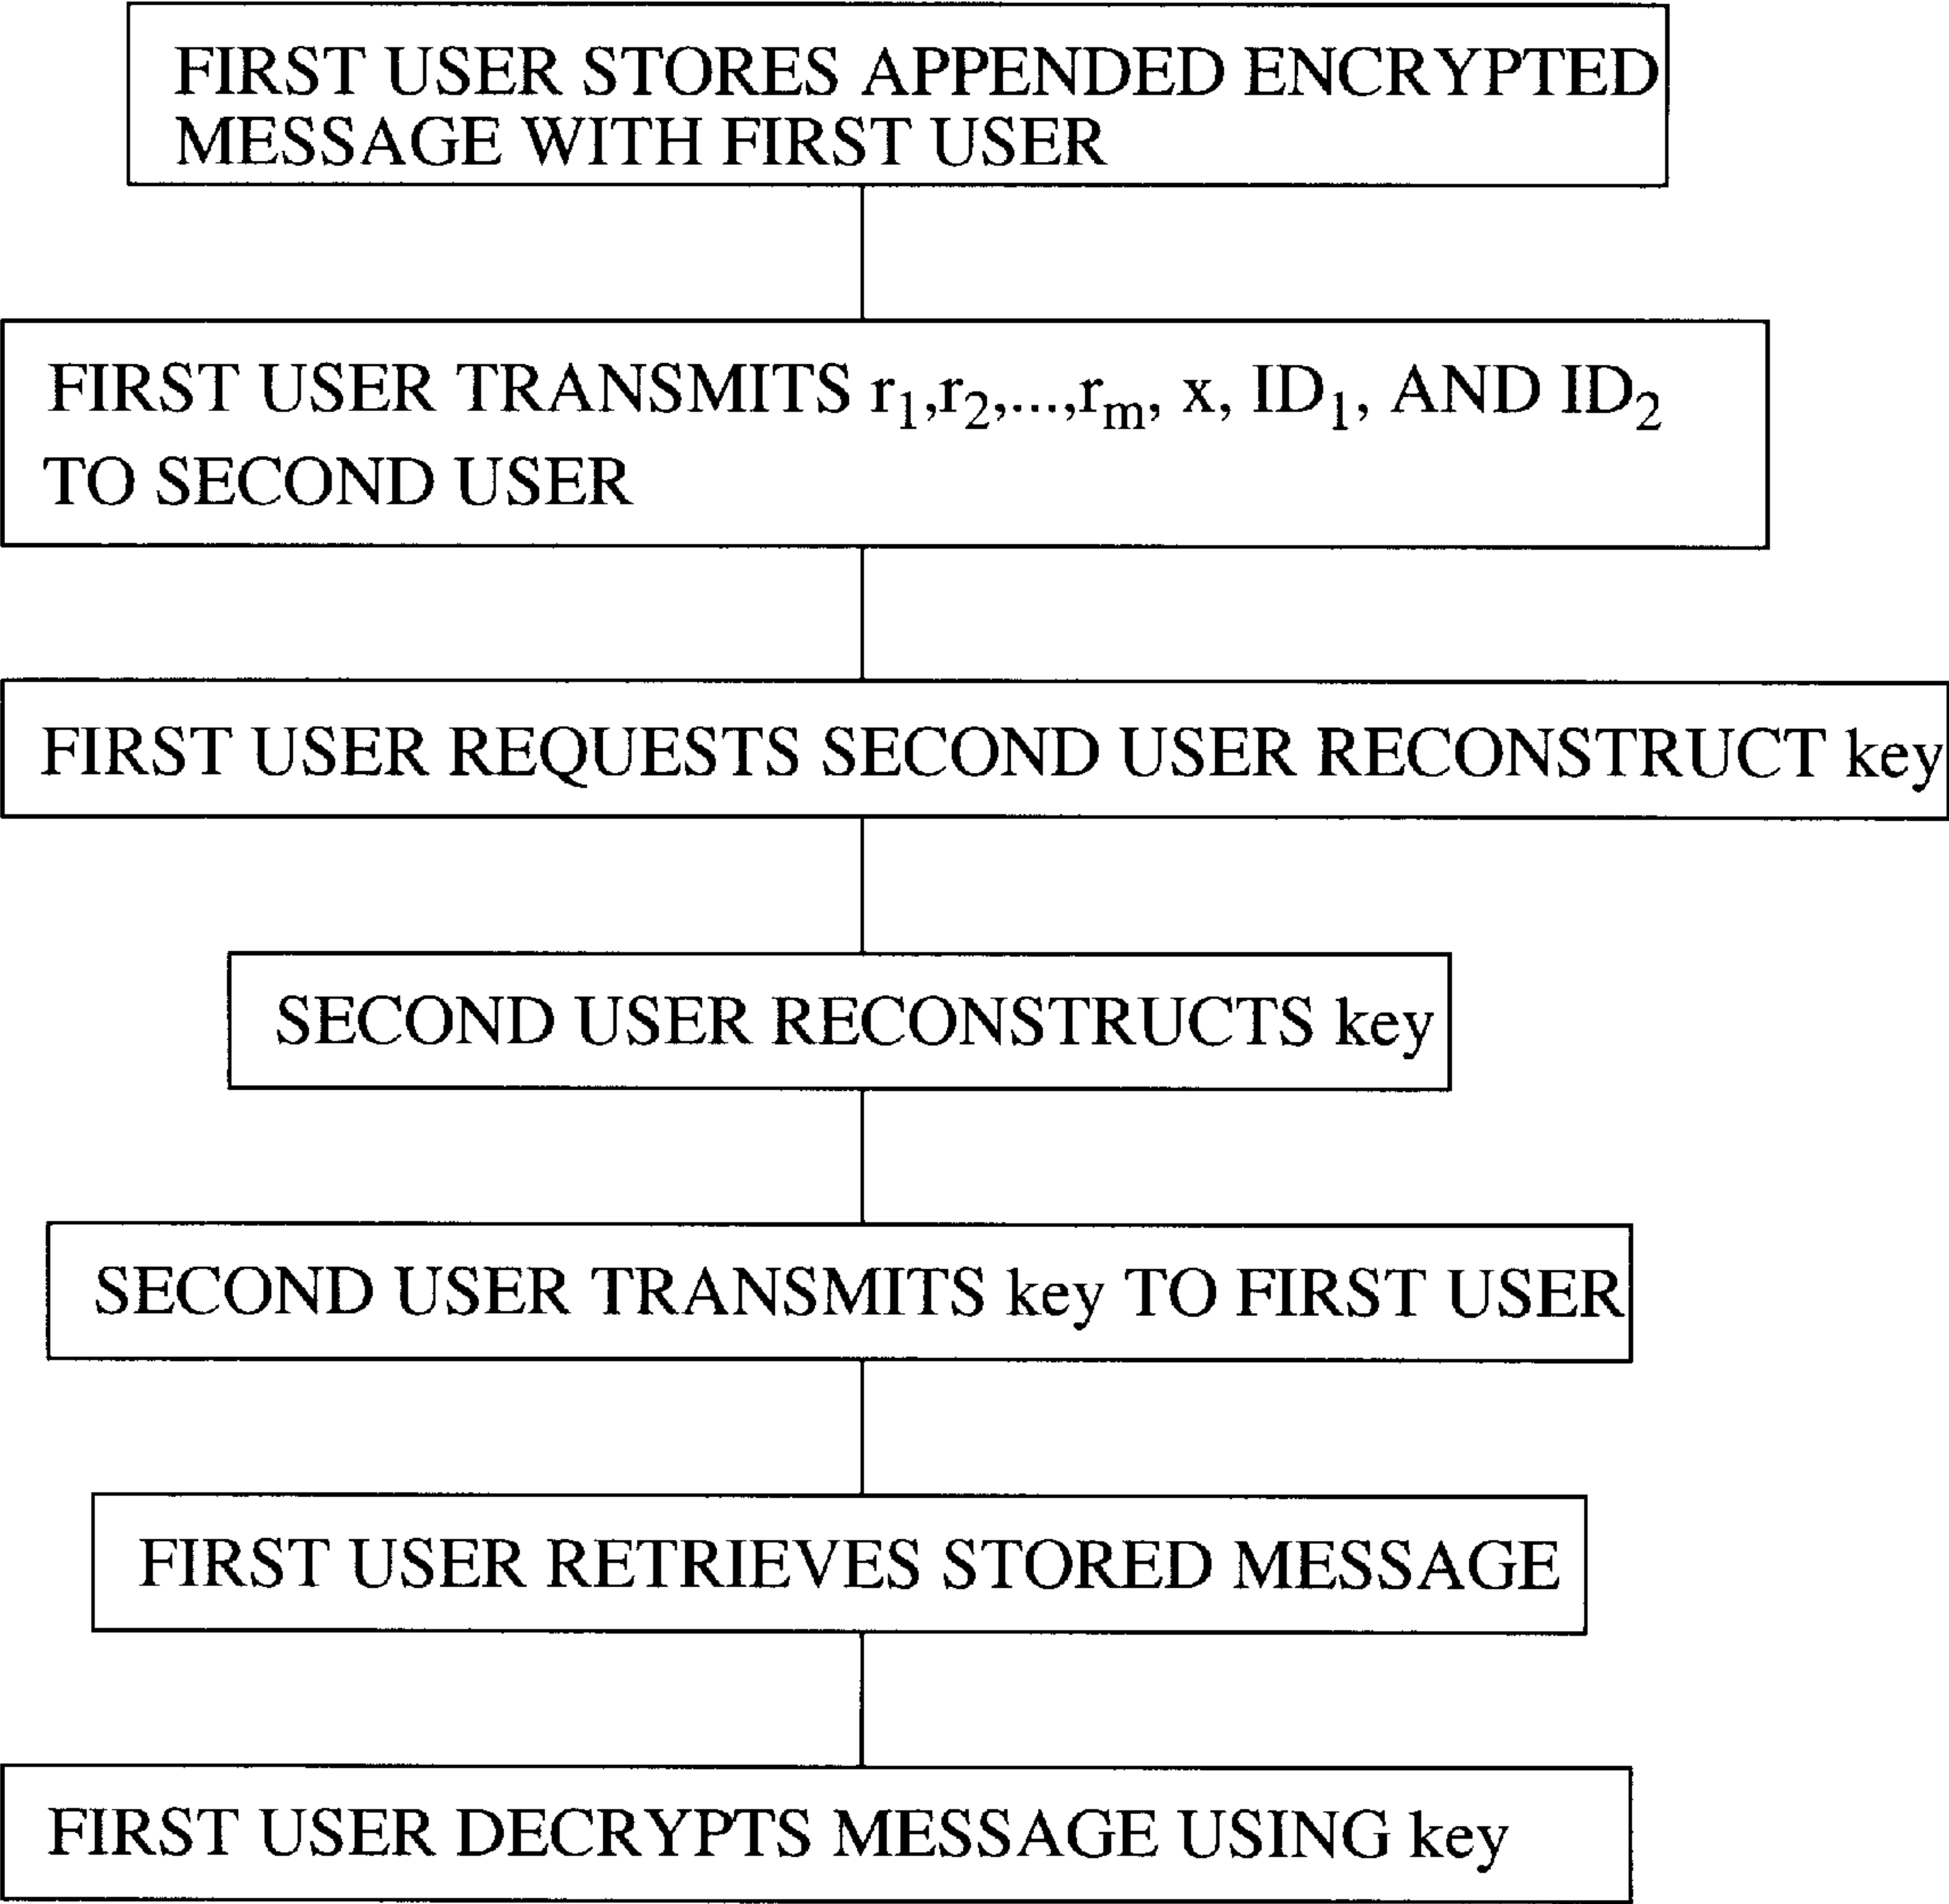 FIRST USER STORES APPENDED ENCRYPTED
MESSAGE WITH FIRST USER
FIRST USER TRANSMITS r₁,r₂,...,rₘ, x, ID₁, AND ID₂
TO SECOND USER
FIRST USER REQUESTS SECOND USER RECONSTRUCT key
SECOND USER RECONSTRUCTS key
SECOND USER TRANSMITS key TO FIRST USER
FIRST USER RETRIEVES STORED MESSAGE
FIRST USER DECRYPTS MESSAGE USING key